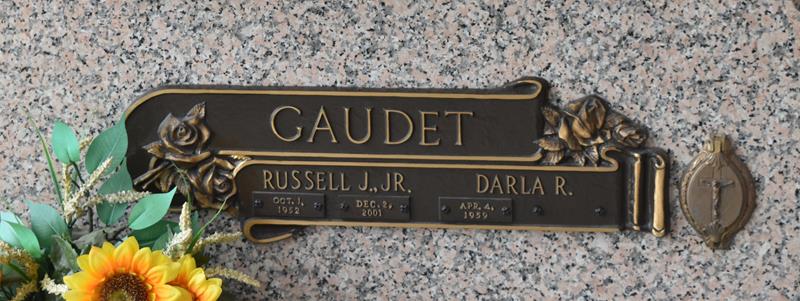 GAUDET
RUSSELL J., JR. DARLA R.
OCT. 1, DEC. 2, APR. 4,
1952 2001 1959